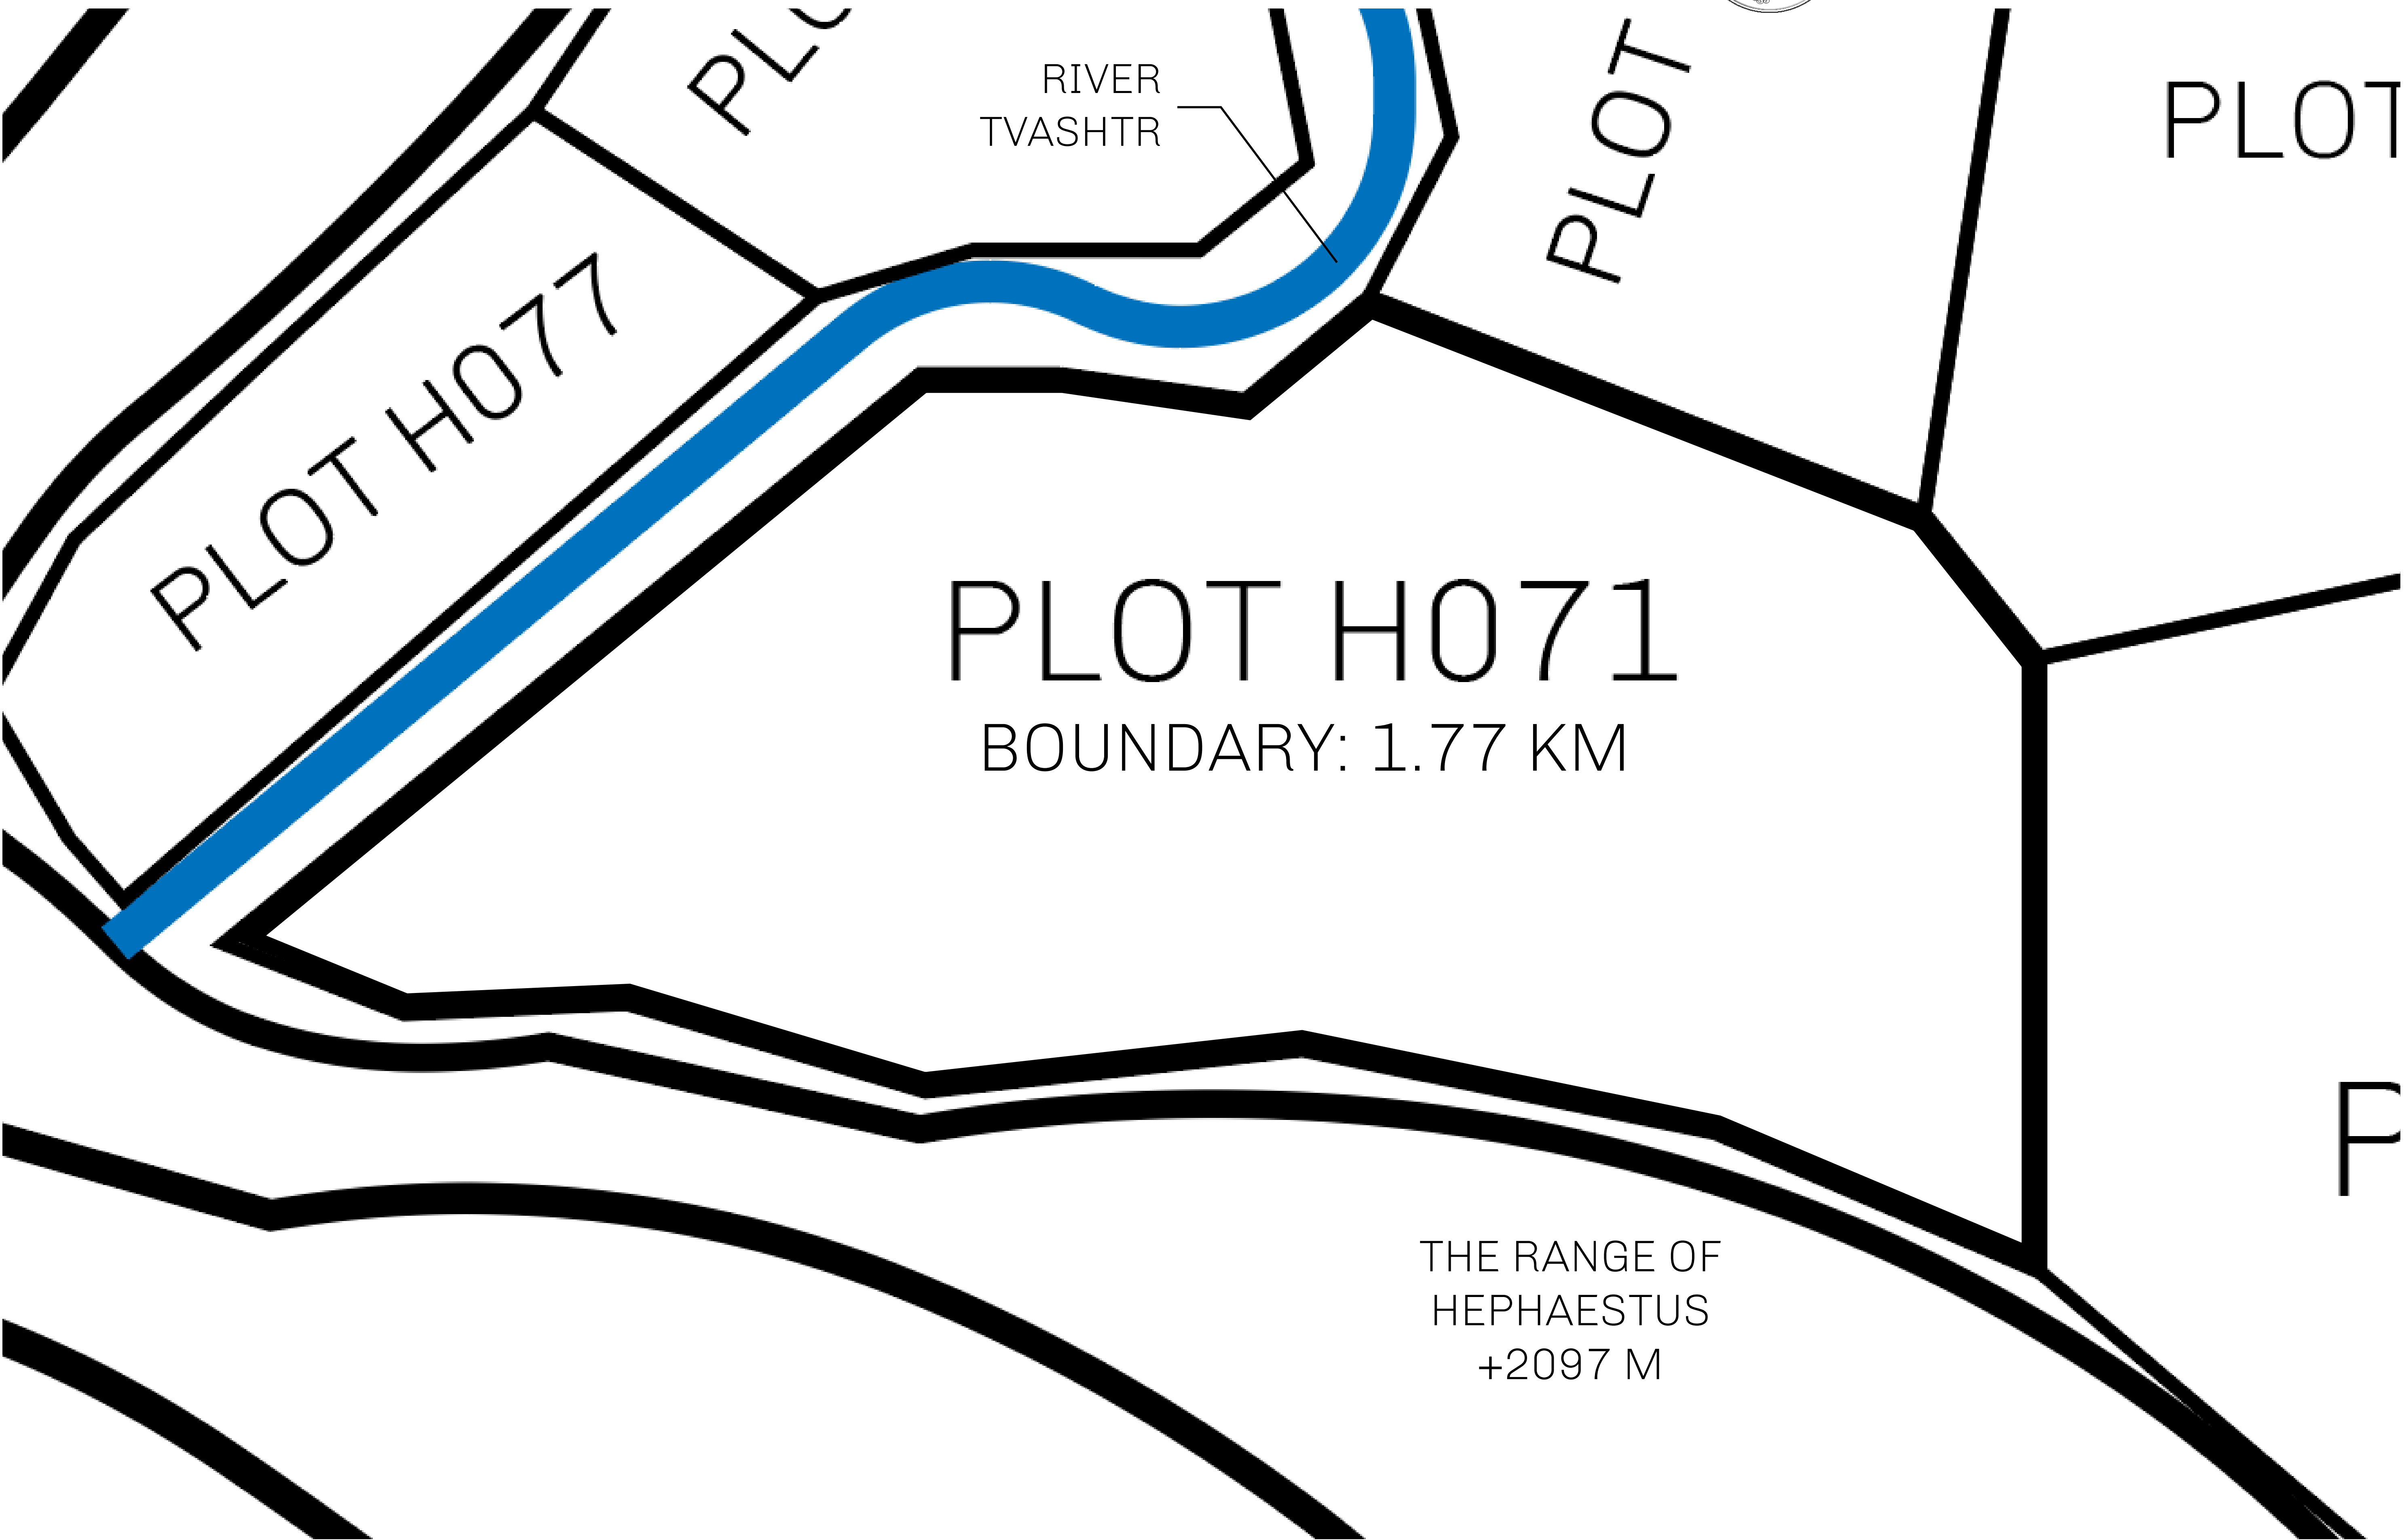 RIVER
TVASHTR
PLOT
PLOT
PLOT H077
PLOT H071
BOUNDARY: 1.77 KM
THE RANGE OF
HEPHAESTUS
+2097 M